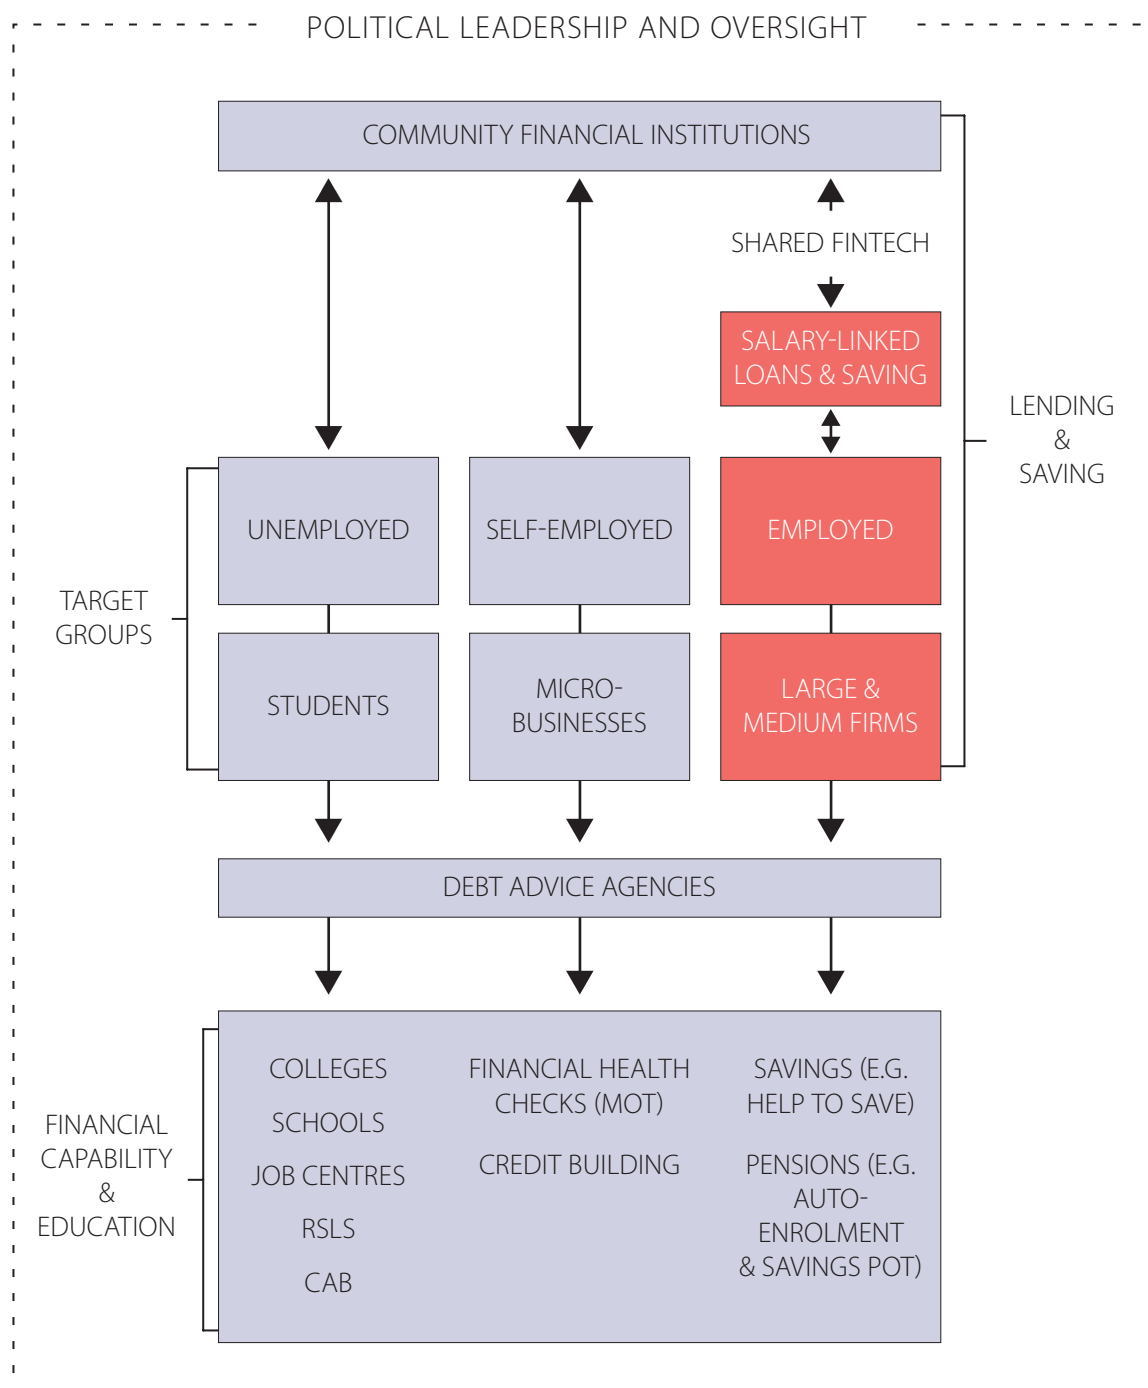 POLITICAL LEADERSHIP AND OVERSIGHT
COMMUNITY FINANCIAL INSTITUTIONS
SHARED FINTECH
SALARY-LINKED
LOANS & SAVING
LENDING
&
SAVING
UNEMPLOYED
SELF-EMPLOYED
EMPLOYED
TARGET
GROUPS
STUDENTS
MICRO-
BUSINESSES
LARGE &
MEDIUM FIRMS
DEBT ADVICE AGENCIES
FINANCIAL
CAPABILITY
&
EDUCATION
COLLEGES
SCHOOLS
JOB CENTRES
RSLS
CAB
FINANCIAL HEALTH
CHECKS (MOT)
CREDIT BUILDING
SAVINGS (E.G.
HELP TO SAVE)
PENSIONS (E.G.
AUTO-
ENROLMENT
& SAVINGS POT)